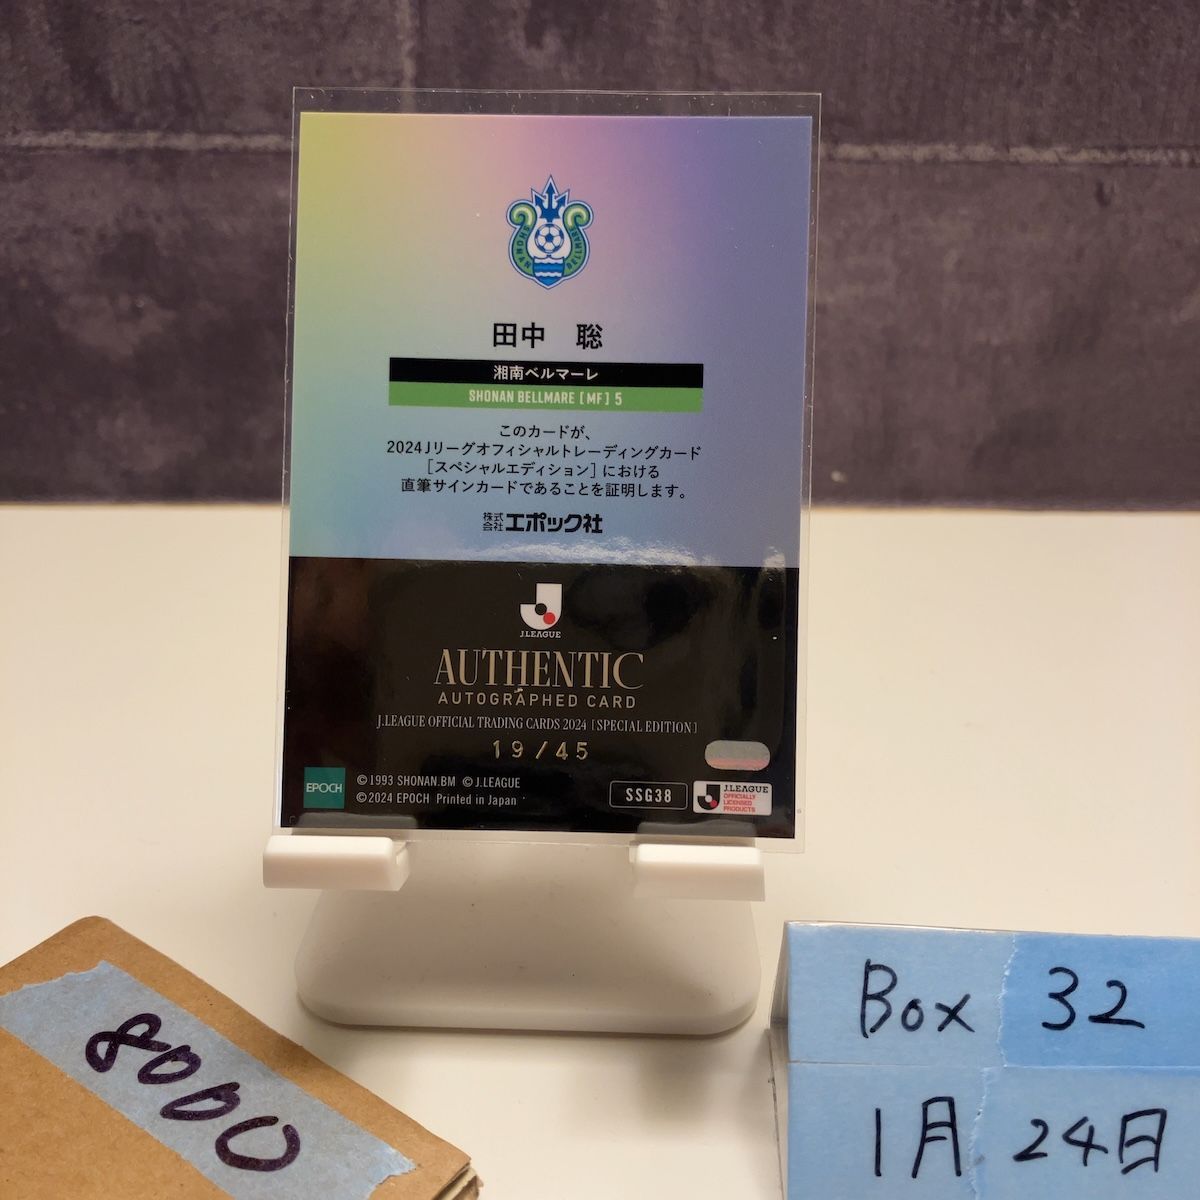 SHONAN BELLMARE
田中 聡
湘南ベルマーレ
SHONAN BELLMARE [MF] 5
このカードが、
2024Jリーグオフィシャルトレーディングカード
[スペシャルエディション] における
直筆サインカードであることを証明します。
株式会社エポック社
J.LEAGUE
AUTHENTIC
AUTOGRAPHED CARD
J.LEAGUE OFFICIAL TRADING CARDS 2024 [SPECIAL EDITION]
19/45
EPOCH
©1993 SHONAN.BM ©J.LEAGUE
©2024 EPOCH Printed in Japan
SSG38
J.LEAGUE
OFFICIALLY
LICENSED
PRODUCTS
8000
Box 32
1月24日